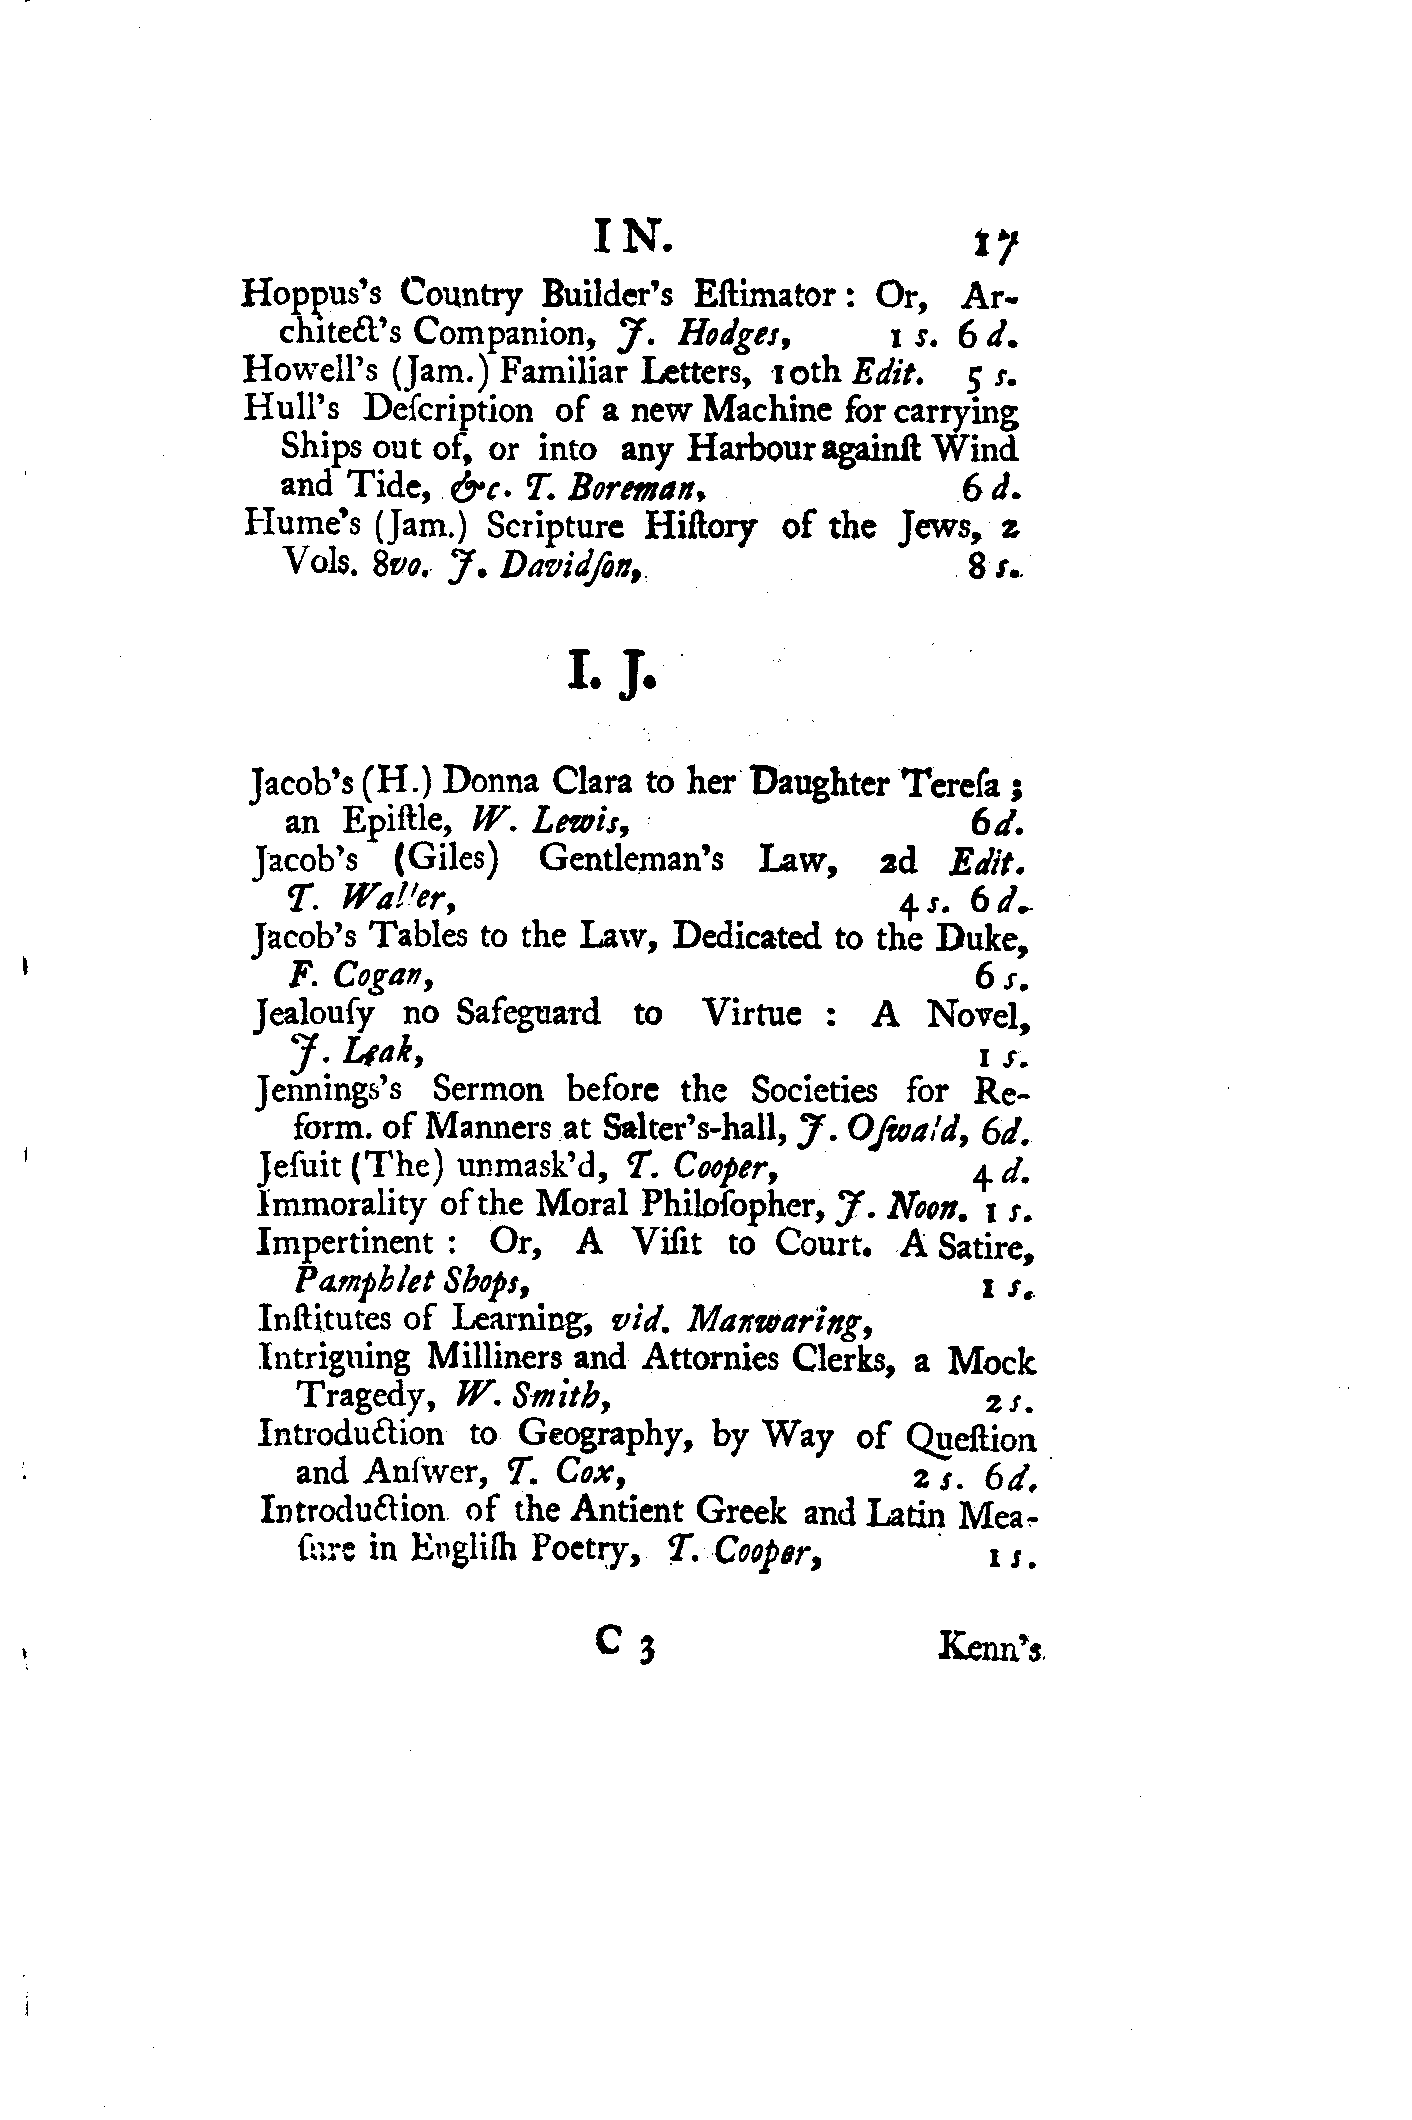 IN. 17
Hoppus's Country Builder's Eſtimator : Or, Ar-
chitect's Companion, J. Hodges, 1 s. 6 d.
Howell's (Jam.) Familiar Letters, 10th Edit. 5 s.
Hull's Deſcription of a new Machine for carrying
Ships out of, or into any Harbour againſt Wind
and Tide, &c. T. Boreman, 6 d.
Hume's (Jam.) Scripture Hiſtory of the Jews, 2
Vols. 8vo. J. Davidſon, 8 s.
I. J.
Jacob's (H.) Donna Clara to her Daughter Tereſa ;
an Epiſtle, W. Lewis, 6d.
Jacob's (Giles) Gentleman's Law, 2d Edit.
T. Waller, 4 s. 6 d.
Jacob's Tables to the Law, Dedicated to the Duke,
F. Cogan, 6 s.
Jealouſy no Safeguard to Virtue : A Novel,
J. Leak, 1 s.
Jennings's Sermon before the Societies for Re-
form. of Manners at Salter's-hall, J. Oſwald, 6d.
Jeſuit (The) unmask'd, T. Cooper, 4 d.
Immorality of the Moral Philoſopher, J. Noon. 1 s.
Impertinent : Or, A Viſit to Court. A Satire,
Pamphlet Shops, 1 s.
Inſtitutes of Learning, vid. Manwaring,
Intriguing Milliners and Attornies Clerks, a Mock
Tragedy, W. Smith, 2 s.
Introduction to Geography, by Way of Queſtion
and Anſwer, T. Cox, 2 s. 6d.
Introduction of the Antient Greek and Latin Mea-
ſure in Engliſh Poetry, T. Cooper, 1 s.
C 3 Kenn's